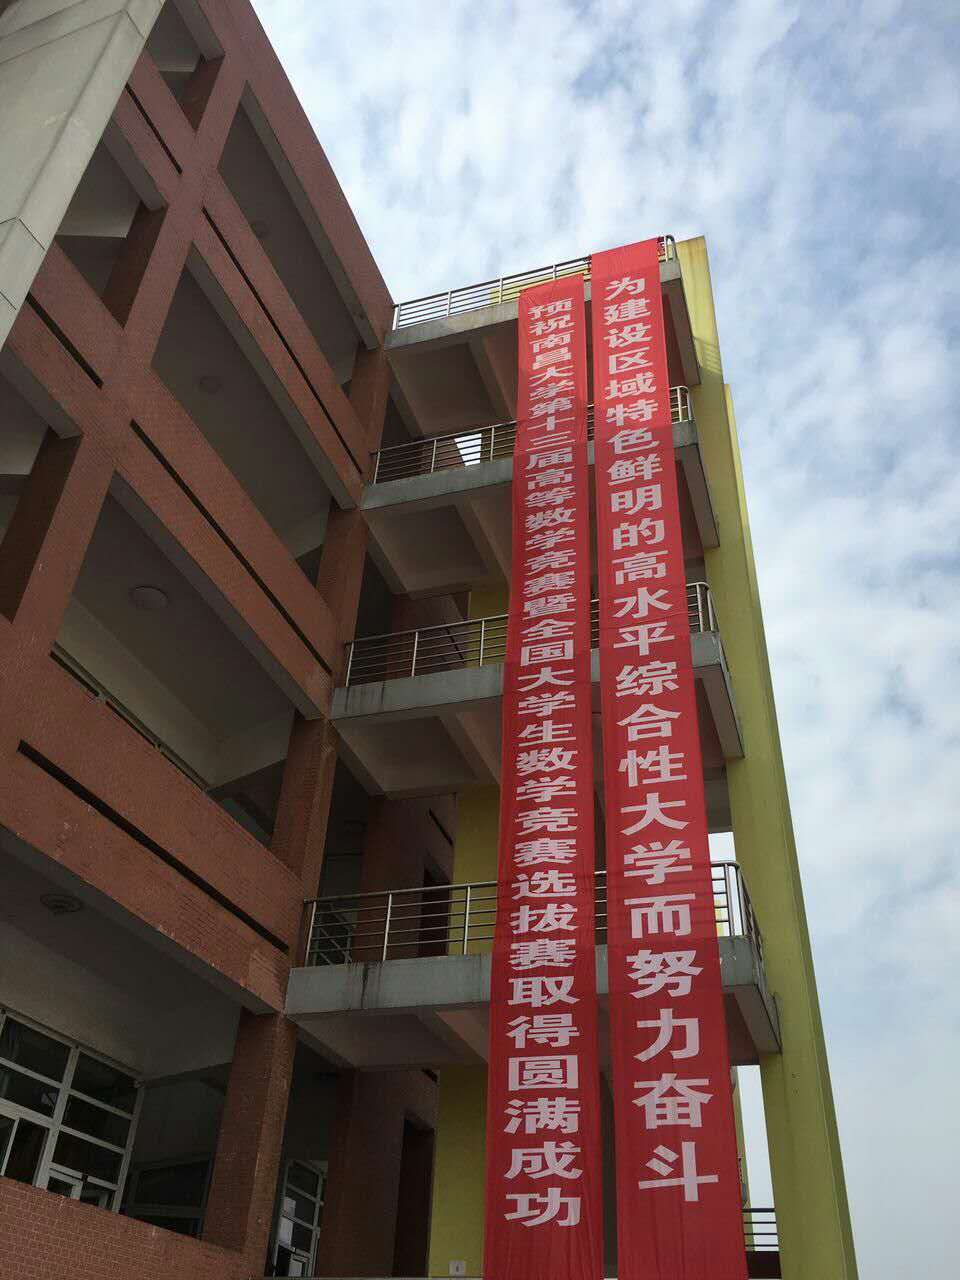 为建设区域特色鲜明的高水平综合性大学而努力奋斗
预祝南昌大学第十三届高等数学竞赛暨全国大学生数学竞赛选拔赛取得圆满成功